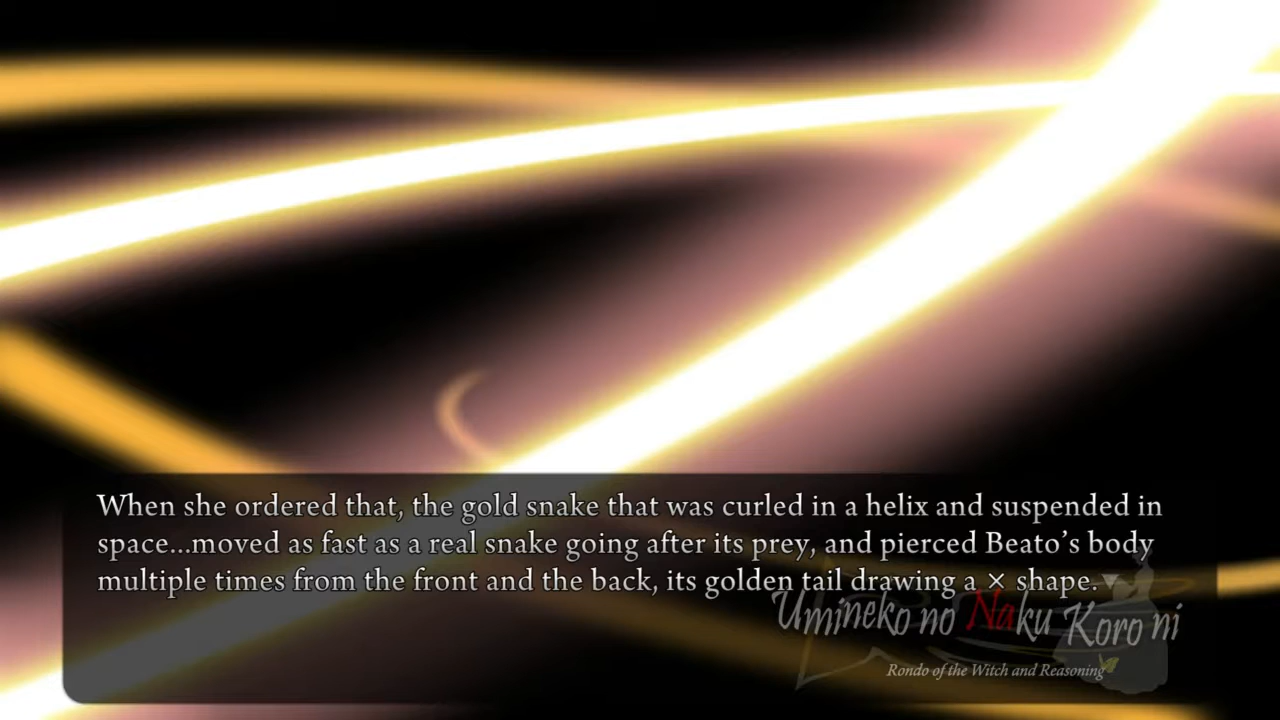 When she ordered that, the gold snake that was curled in a helix and suspended in
space...moved as fast as a real snake going after its prey, and pierced Beato's body
multiple times from the front and the back, its golden tail drawing a × shape.
Umineko no Naku Koro ni
Rondo of the Witch and Reasoning